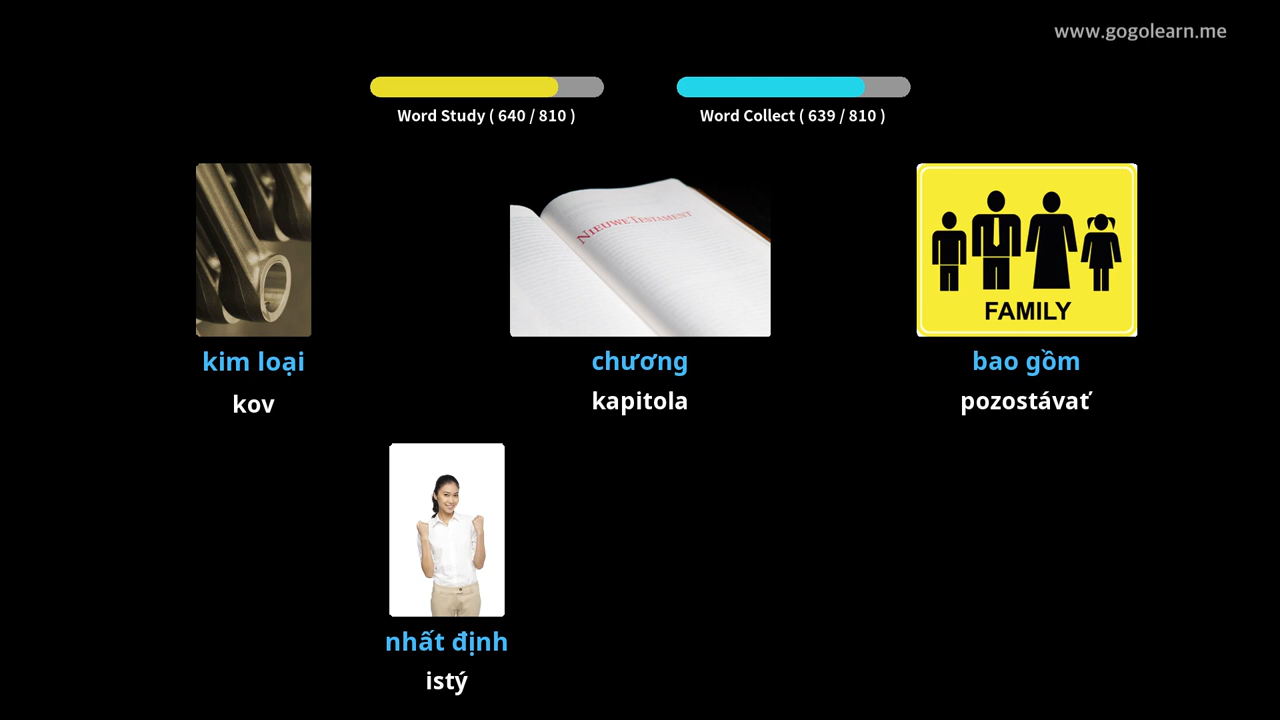 www.gogolearn.me
Word Study ( 640 / 810 )
Word Collect ( 639 / 810 )
NIEUWE TESTAMENT
FAMILY
kim loại
chương
bao gồm
kov
kapitola
pozostávať
nhất định
istý